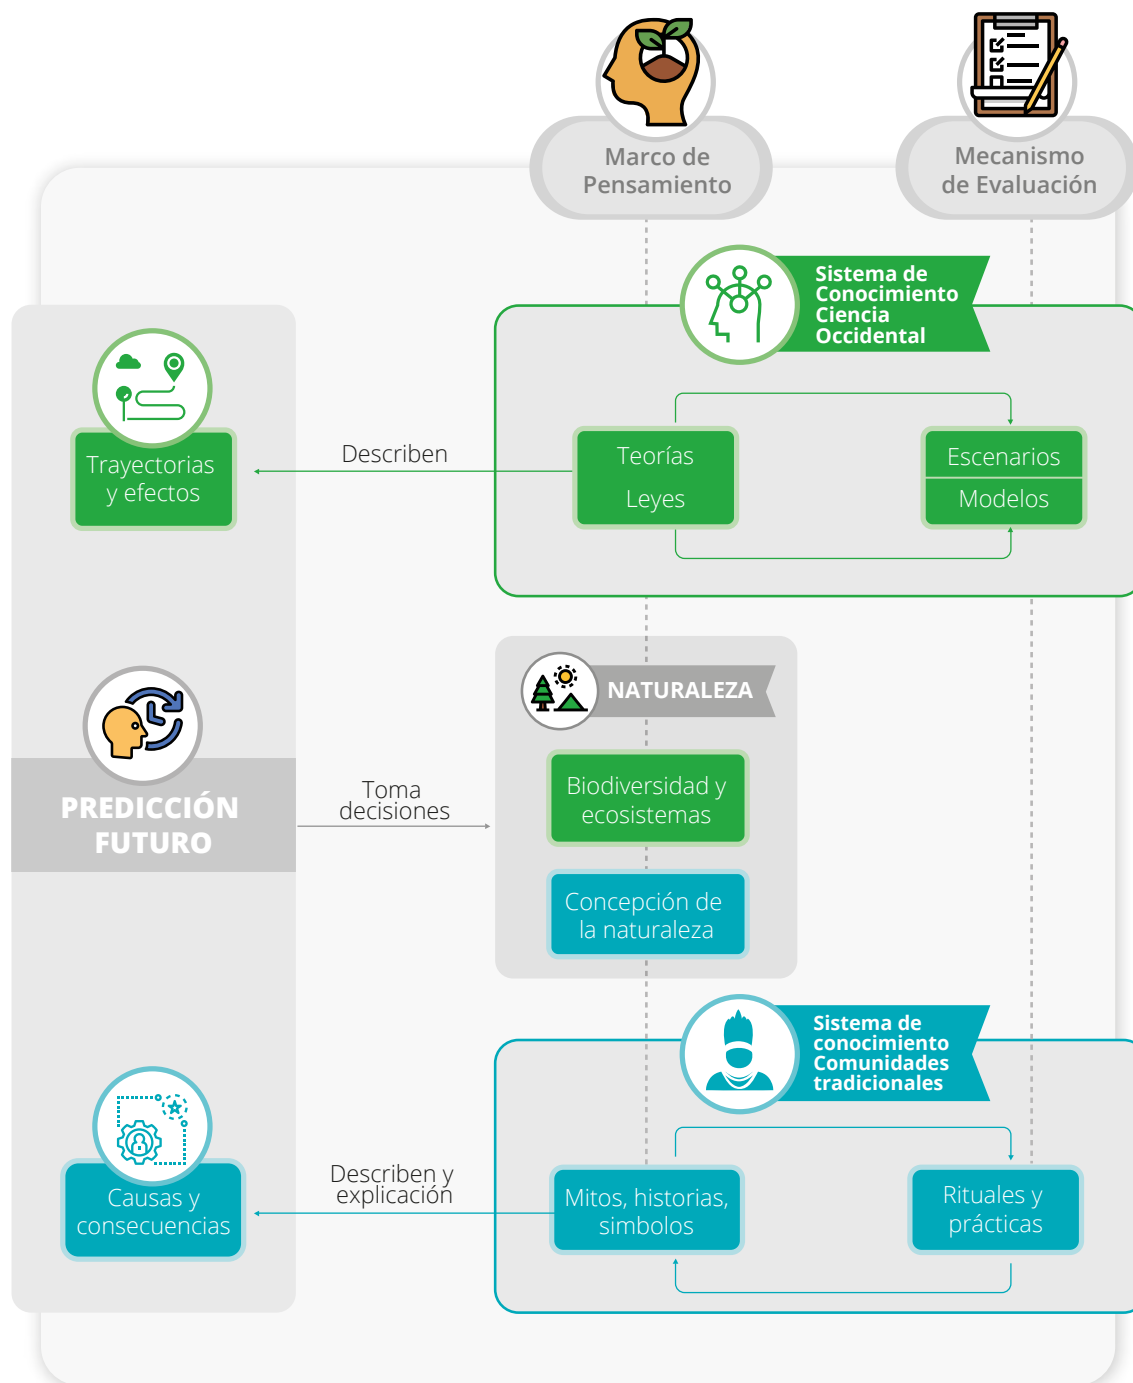 Marco de
Pensamiento
Mecanismo
de Evaluación
Sistema de
Conocimiento
Ciencia
Occidental
Trayectorias
y efectos
Describen
Teorías
Leyes
Escenarios
Modelos
NATURALEZA
PREDICCIÓN
FUTURO
Toma
decisiones
Biodiversidad y
ecosistemas
Concepción de
la naturaleza
Sistema de
conocimiento
Comunidades
tradicionales
Causas y
consecuencias
Describen y
explicación
Mitos, historias,
simbolos
Rituales y
prácticas